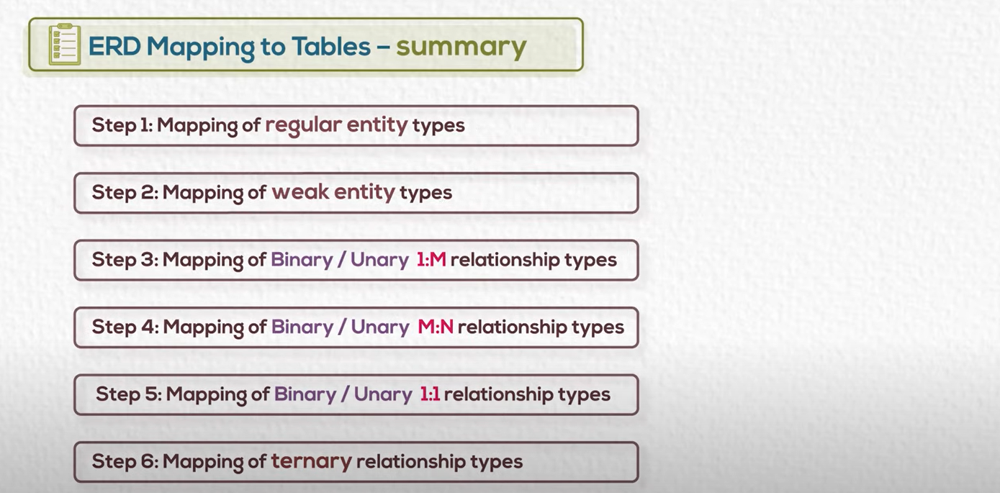 ERD Mapping to Tables – summary
Step 1: Mapping of regular entity types
Step 2: Mapping of weak entity types
Step 3: Mapping of Binary / Unary 1:M relationship types
Step 4: Mapping of Binary / Unary M:N relationship types
Step 5: Mapping of Binary / Unary 1:1 relationship types
Step 6: Mapping of ternary relationship types